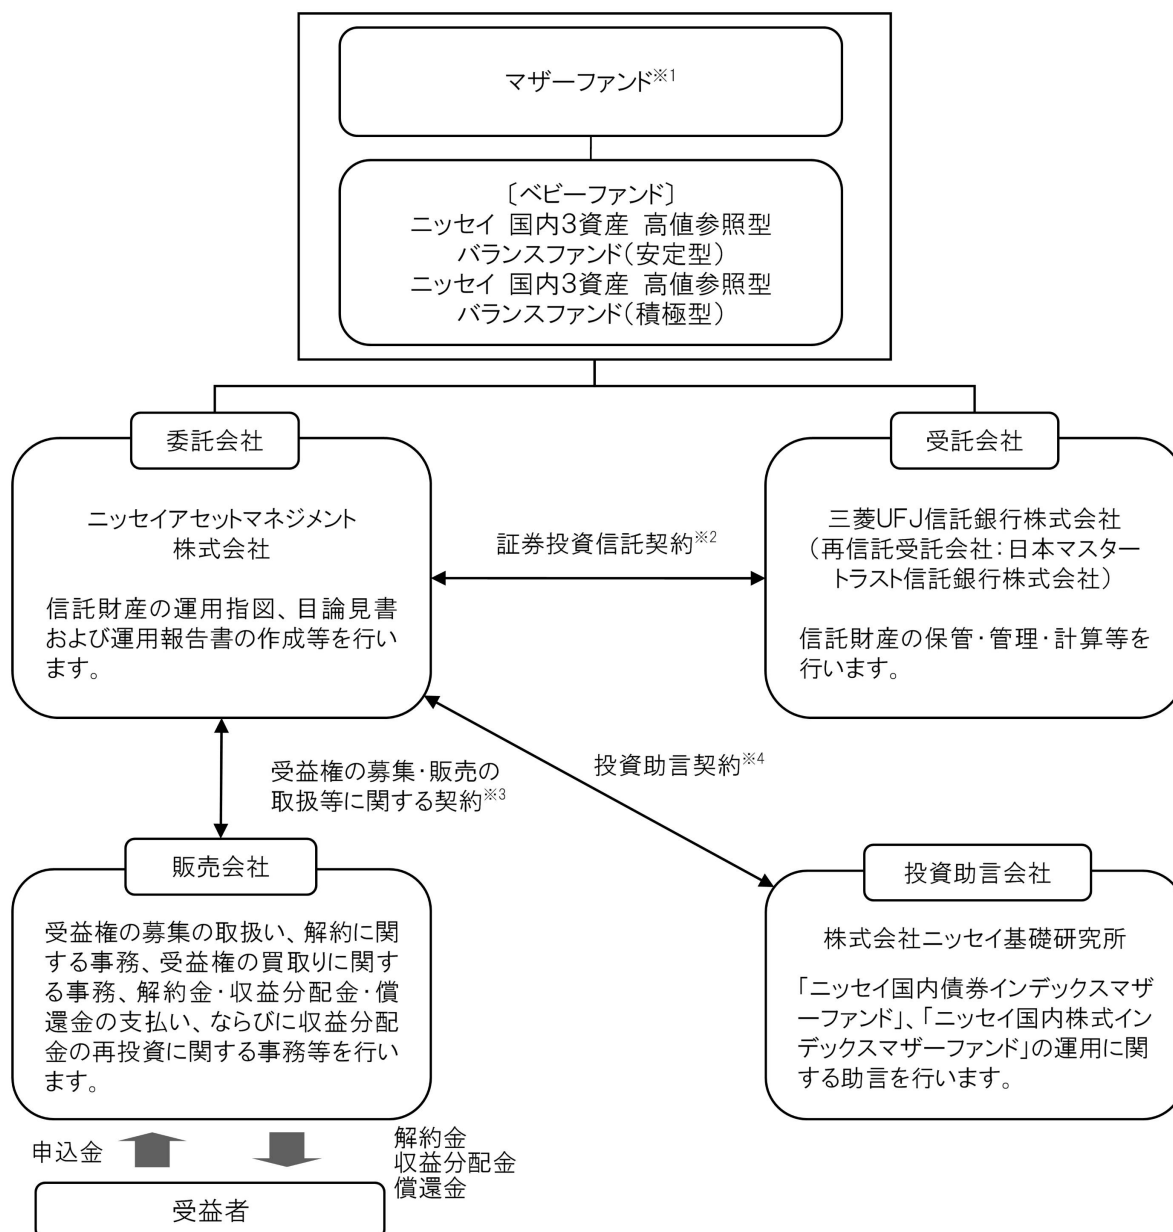 マザーファンド※1
〔ベビーファンド〕
ニッセイ 国内3資産 高値参照型
バランスファンド(安定型)
ニッセイ 国内3資産 高値参照型
バランスファンド(積極型)
委託会社
ニッセイアセットマネジメント
株式会社
信託財産の運用指図、目論見書
および運用報告書の作成等を行い
ます。
証券投資信託契約※2
受託会社
三菱UFJ信託銀行株式会社
(再信託受託会社:日本マスター
トラスト信託銀行株式会社)
信託財産の保管・管理・計算等を
行います。
受益権の募集・販売の
取扱等に関する契約※3
投資助言契約※4
販売会社
受益権の募集の取扱い、解約に関
する事務、受益権の買取りに関す
る事務、解約金・収益分配金・償
還金の支払い、ならびに収益分配
金の再投資に関する事務等を行い
ます。
投資助言会社
株式会社ニッセイ基礎研究所
「ニッセイ国内債券インデックスマザ
ーファンド」、「ニッセイ国内株式イン
デックスマザーファンド」の運用に関
する助言を行います。
申込金
解約金
収益分配金
償還金
受益者